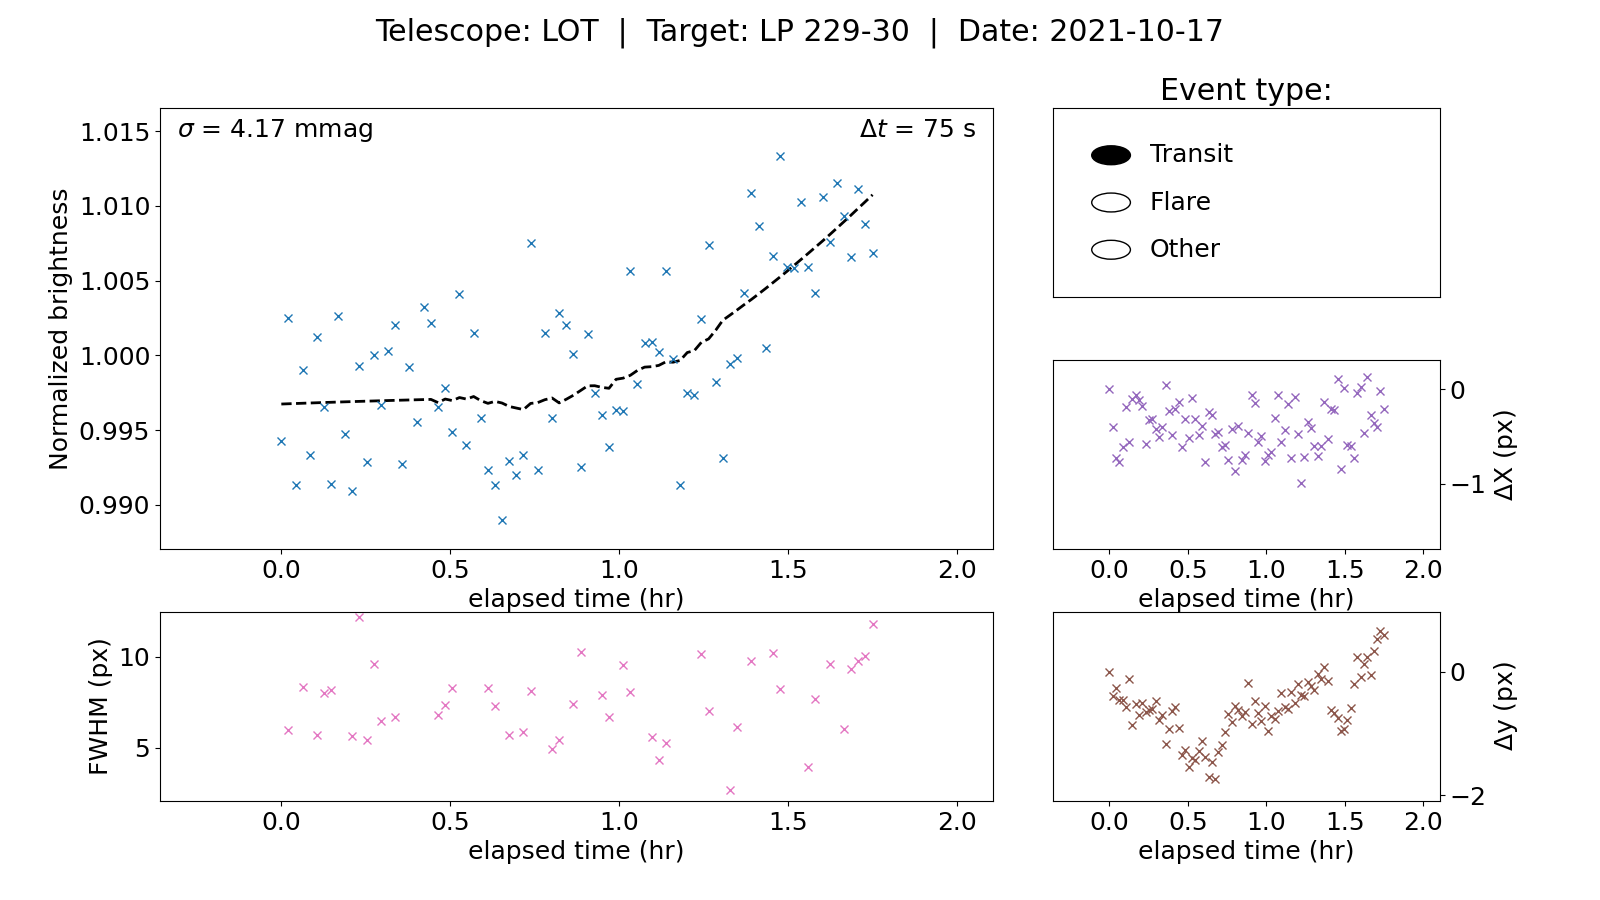 Telescope: LOT | Target: LP 229-30 | Date: 2021-10-17
Event type:
σ = 4.17 mmag
Δt = 75 s
Transit
Flare
Other
Normalized brightness
1.015
1.010
1.005
1.000
0.995
0.990
0.0 0.5 1.0 1.5 2.0
elapsed time (hr)
0
−1
ΔX (px)
0.0 0.5 1.0 1.5 2.0
elapsed time (hr)
FWHM (px)
10
5
0.0 0.5 1.0 1.5 2.0
elapsed time (hr)
0
−2
Δy (px)
0.0 0.5 1.0 1.5 2.0
elapsed time (hr)